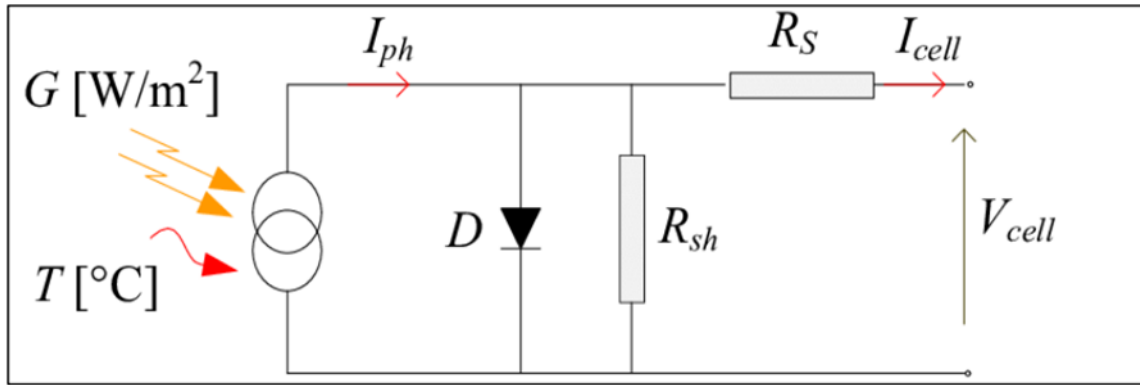 G [W/m²]
T [°C]
I_ph
D
R_sh
R_S
I_cell
V_cell